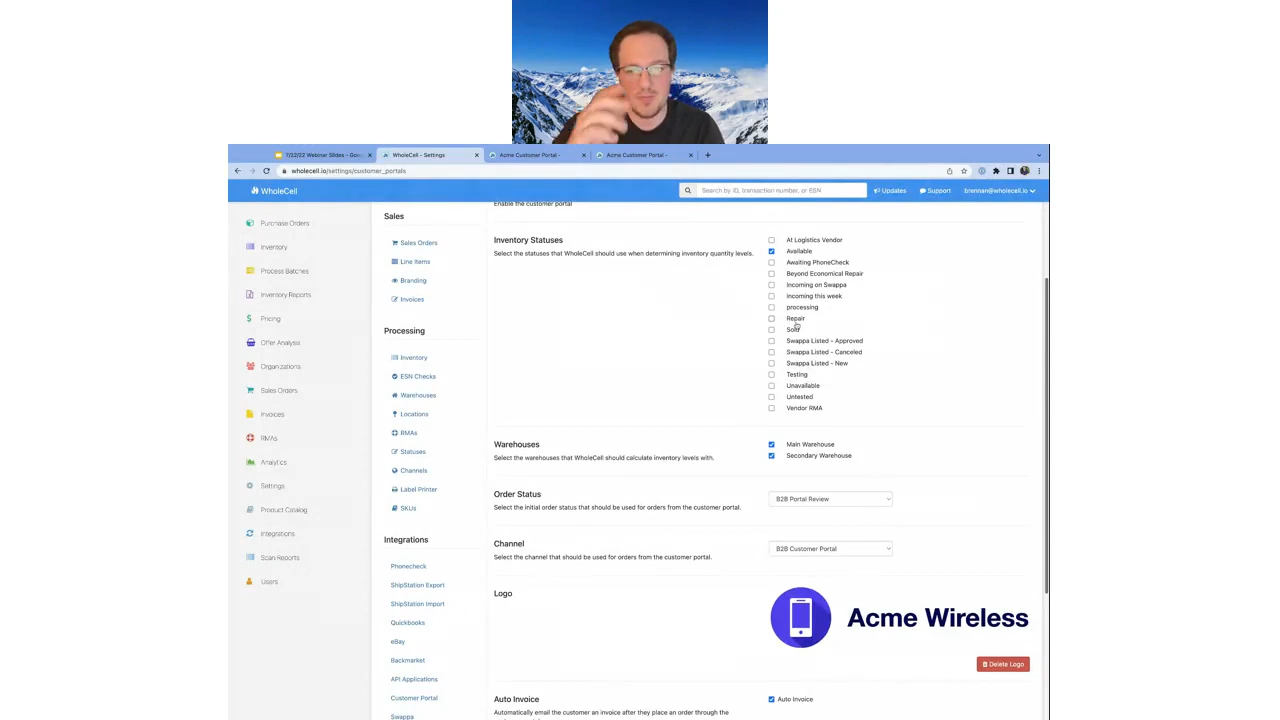 7/22/22 Webinar Slides - Goo
WholeCell - Settings
Acme Customer Portal -
Acme Customer Portal -
wholecell.io/settings/customer_portals
WholeCell
Search by ID, transaction number, or ESN
Updates
Support
brennan@wholecell.io
Purchase Orders
Inventory
Process Batches
Inventory Reports
Pricing
Offer Analysis
Organizations
Sales Orders
Invoices
RMAs
Analytics
Settings
Product Catalog
Integrations
Scan Reports
Users
Sales
Sales Orders
Line Items
Branding
Invoices
Processing
Inventory
ESN Checks
Warehouses
Locations
RMAs
Statuses
Channels
Label Printer
SKUs
Integrations
Phonecheck
ShipStation Export
ShipStation Import
Quickbooks
eBay
Backmarket
API Applications
Customer Portal
Swappa
Enable the customer portal
Inventory Statuses
Select the statuses that WholeCell should use when determining inventory quantity levels.
At Logistics Vendor
Available
Awaiting PhoneCheck
Beyond Economical Repair
Incoming on Swappa
incoming this week
processing
Repair
Sold
Swappa Listed - Approved
Swappa Listed - Canceled
Swappa Listed - New
Testing
Unavailable
Untested
Vendor RMA
Warehouses
Select the warehouses that WholeCell should calculate inventory levels with.
Main Warehouse
Secondary Warehouse
Order Status
Select the initial order status that should be used for orders from the customer portal.
B2B Portal Review
Channel
Select the channel that should be used for orders from the customer portal.
B2B Customer Portal
Logo
Acme Wireless
Delete Logo
Auto Invoice
Automatically email the customer an invoice after they place an order through the
Auto Invoice